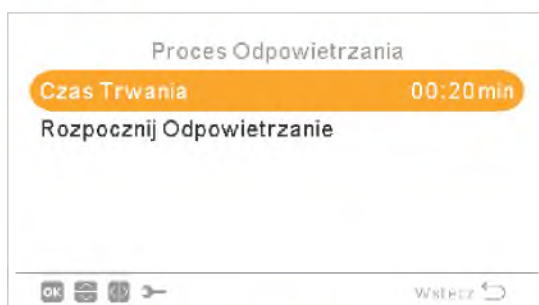 Proces Odpowietrzania
Czas Trwania 00:20min
Rozpocznij Odpowietrzanie
OK Wstecz